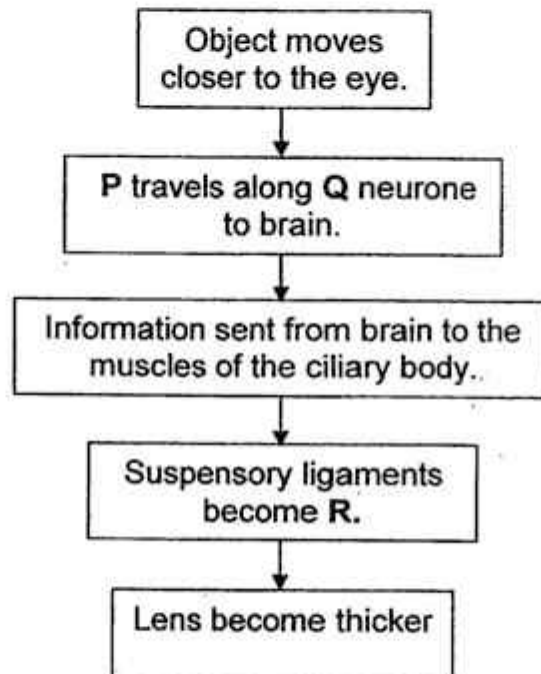 Object moves
closer to the eye.
P travels along Q neurone
to brain.
Information sent from brain to the
muscles of the ciliary body.
Suspensory ligaments
become R.
Lens become thicker